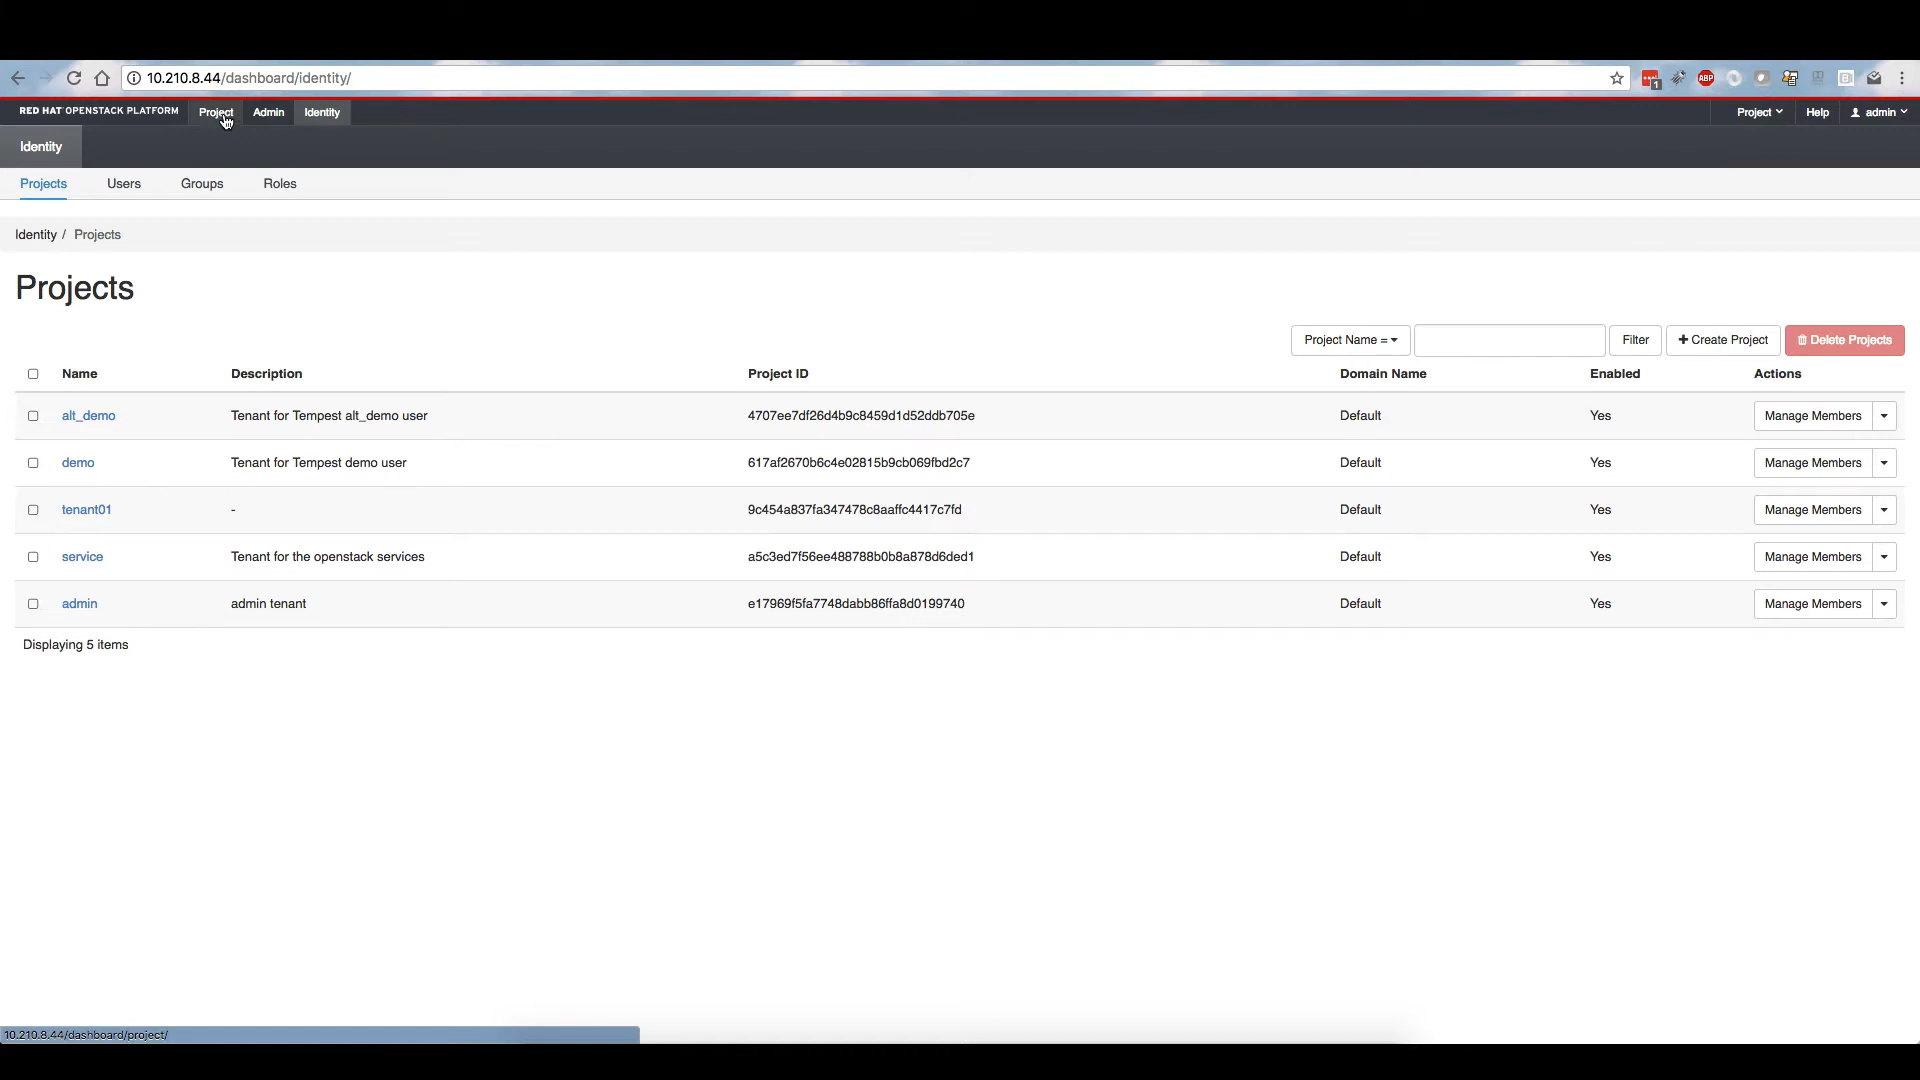 10.210.8.44/dashboard/identity/
1
ABP
RED HAT OPENSTACK PLATFORM Project Admin Identity Project Help admin
Identity
Projects Users Groups Roles
Identity / Projects
Projects
Project Name = Filter + Create Project Delete Projects
Name Description Project ID Domain Name Enabled Actions
alt_demo Tenant for Tempest alt_demo user 4707ee7df26d4b9c8459d1d52ddb705e Default Yes Manage Members
demo Tenant for Tempest demo user 617af2670b6c4e02815b9cb069fbd2c7 Default Yes Manage Members
tenant01 - 9c454a837fa347478c8aaffc4417c7fd Default Yes Manage Members
service Tenant for the openstack services a5c3ed7f56ee488788b0b8a878d6ded1 Default Yes Manage Members
admin admin tenant e17969f5fa7748dabb86ffa8d0199740 Default Yes Manage Members
Displaying 5 items
10.210.8.44/dashboard/project/